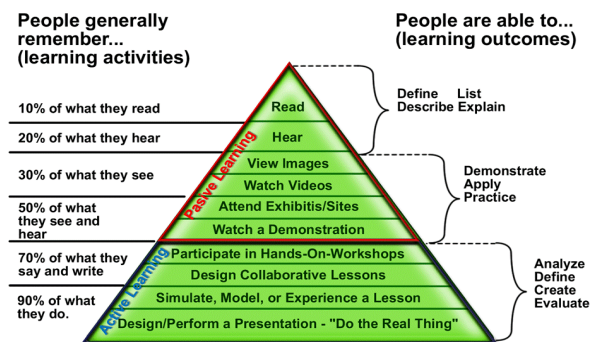 People generally
remember...
(learning activities)
People are able to...
(learning outcomes)
10% of what they read
20% of what they hear
30% of what they see
50% of what
they see and
hear
70% of what they
say and write
90% of what
they do.
Read
Hear
View Images
Watch Videos
Attend Exhibitis/Sites
Watch a Demonstration
Participate in Hands-On-Workshops
Design Collaborative Lessons
Simulate, Model, or Experience a Lesson
Design/Perform a Presentation - "Do the Real Thing"
Pasive Learning
Active Learning
Define List
Describe Explain
Demonstrate
Apply
Practice
Analyze
Define
Create
Evaluate